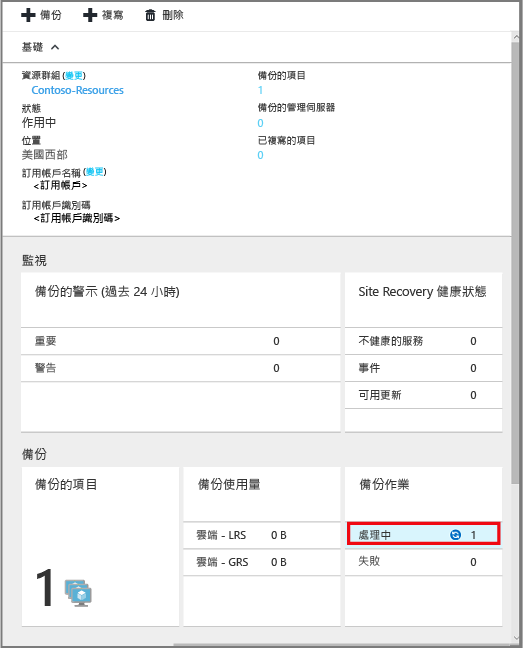 備份 複寫 刪除
基礎
資源群組 (變更) 備份的項目
Contoso-Resources 1
狀態 備份的管理伺服器
作用中 0
位置 已複寫的項目
美國西部 0
訂用帳戶名稱 (變更)
<訂用帳戶>
訂用帳戶識別碼
<訂用帳戶識別碼>
監視
備份的警示 (過去 24 小時) Site Recovery 健康狀態
重要 0 不健康的服務 0
警告 0 事件 0
可用更新 0
備份
備份的項目 備份使用量 備份作業
雲端 - LRS 0 B 處理中 1
雲端 - GRS 0 B 失敗 0
1